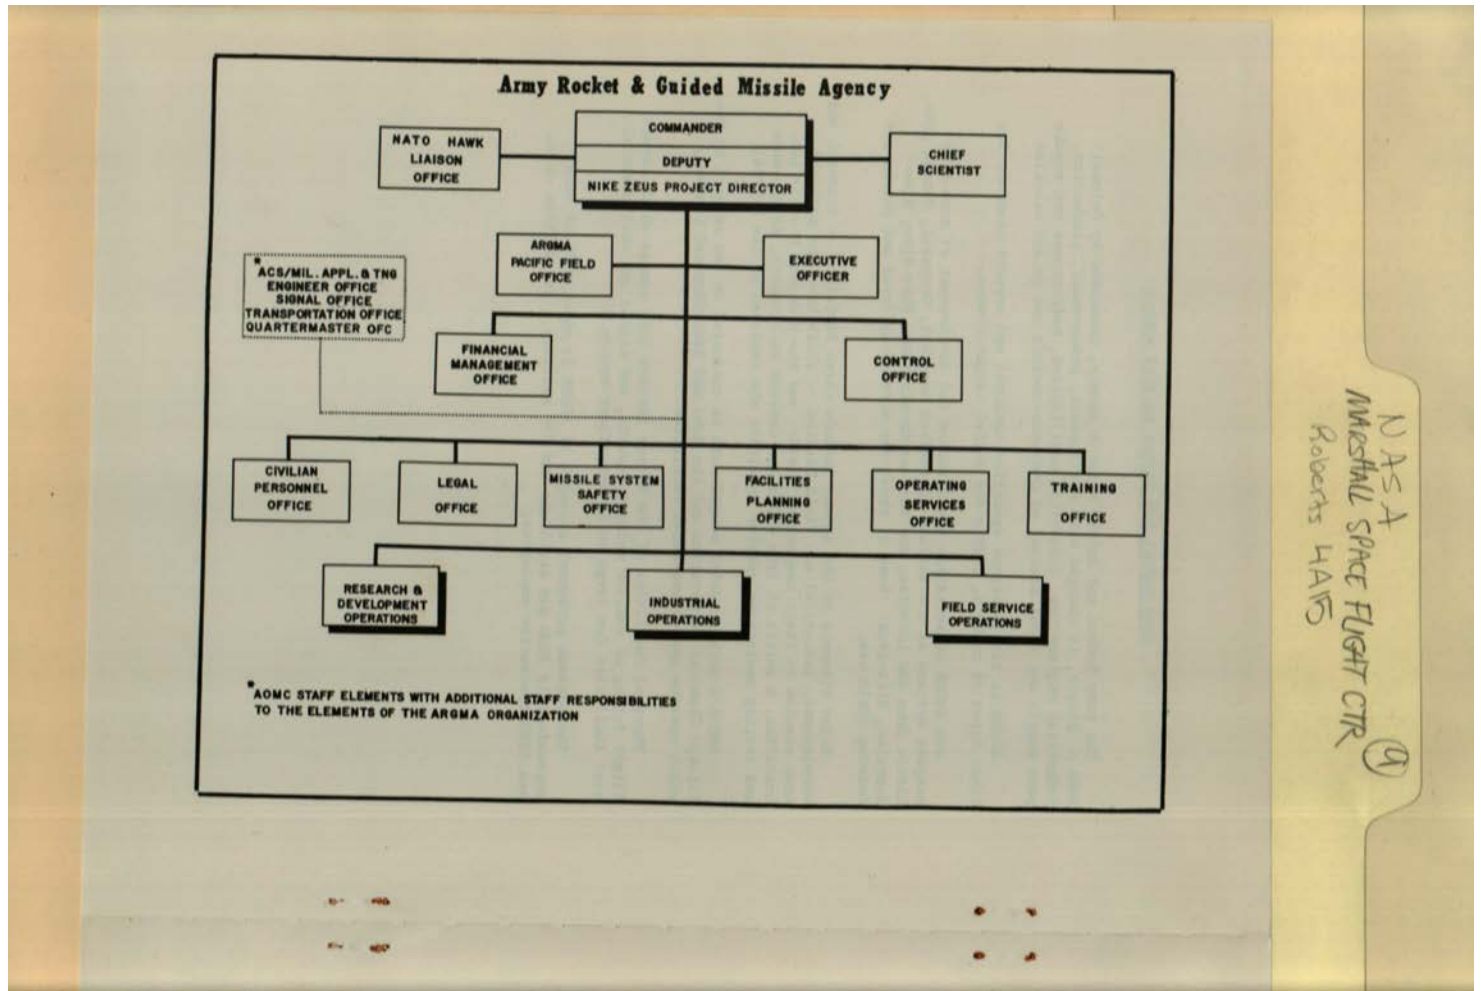 Army Rocket & Guided Missile Agency
NATO HAWK
LIAISON
OFFICE
COMMANDER
DEPUTY
NIKE ZEUS PROJECT DIRECTOR
CHIEF
SCIENTIST
ARGMA
PACIFIC FIELD
OFFICE
EXECUTIVE
OFFICER
* ACS/MIL. APPL. & TNG
ENGINEER OFFICE
SIGNAL OFFICE
TRANSPORTATION OFFICE
QUARTERMASTER OFC
FINANCIAL
MANAGEMENT
OFFICE
CONTROL
OFFICE
CIVILIAN
PERSONNEL
OFFICE
LEGAL
OFFICE
MISSILE SYSTEM
SAFETY
OFFICE
FACILITIES
PLANNING
OFFICE
OPERATING
SERVICES
OFFICE
TRAINING
OFFICE
RESEARCH &
DEVELOPMENT
OPERATIONS
INDUSTRIAL
OPERATIONS
FIELD SERVICE
OPERATIONS
* AOMC STAFF ELEMENTS WITH ADDITIONAL STAFF RESPONSIBILITIES
TO THE ELEMENTS OF THE ARGMA ORGANIZATION
NASA
MARSHALL SPACE FLIGHT CTR
Roberts 4A15